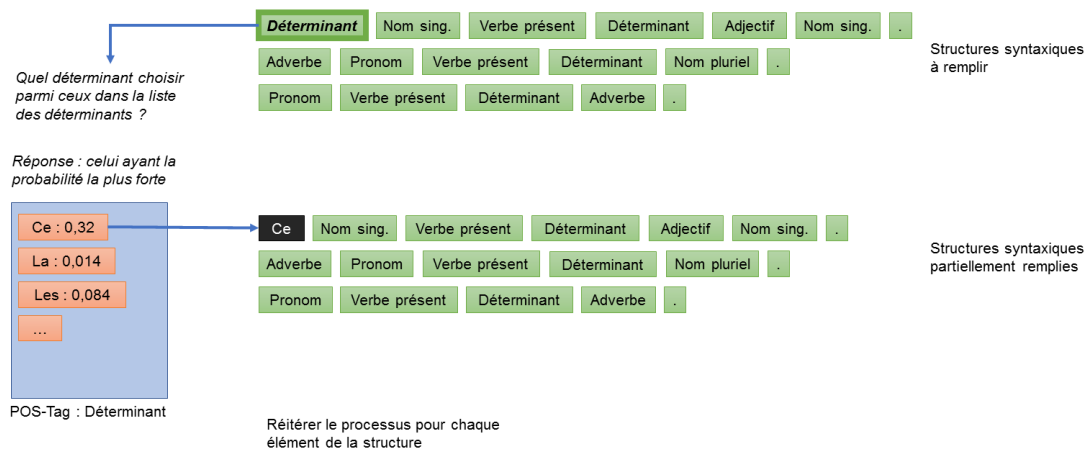 Déterminant Nom sing. Verbe présent Déterminant Adjectif Nom sing. .
Adverbe Pronom Verbe présent Déterminant Nom pluriel .
Pronom Verbe présent Déterminant Adverbe .
Structures syntaxiques
à remplir
Quel déterminant choisir
parmi ceux dans la liste
des déterminants ?
Réponse : celui ayant la
probabilité la plus forte
Ce : 0,32
La : 0,014
Les : 0,084
...
POS-Tag : Déterminant
Ce Nom sing. Verbe présent Déterminant Adjectif Nom sing. .
Adverbe Pronom Verbe présent Déterminant Nom pluriel .
Pronom Verbe présent Déterminant Adverbe .
Structures syntaxiques
partiellement remplies
Réitérer le processus pour chaque
élément de la structure